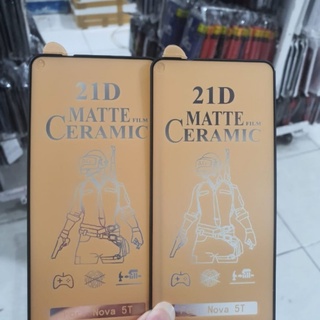 21D
MATTE FILM
CERAMIC
Nova 5T
21D
MATTE FILM
CERAMIC
Nova 5T